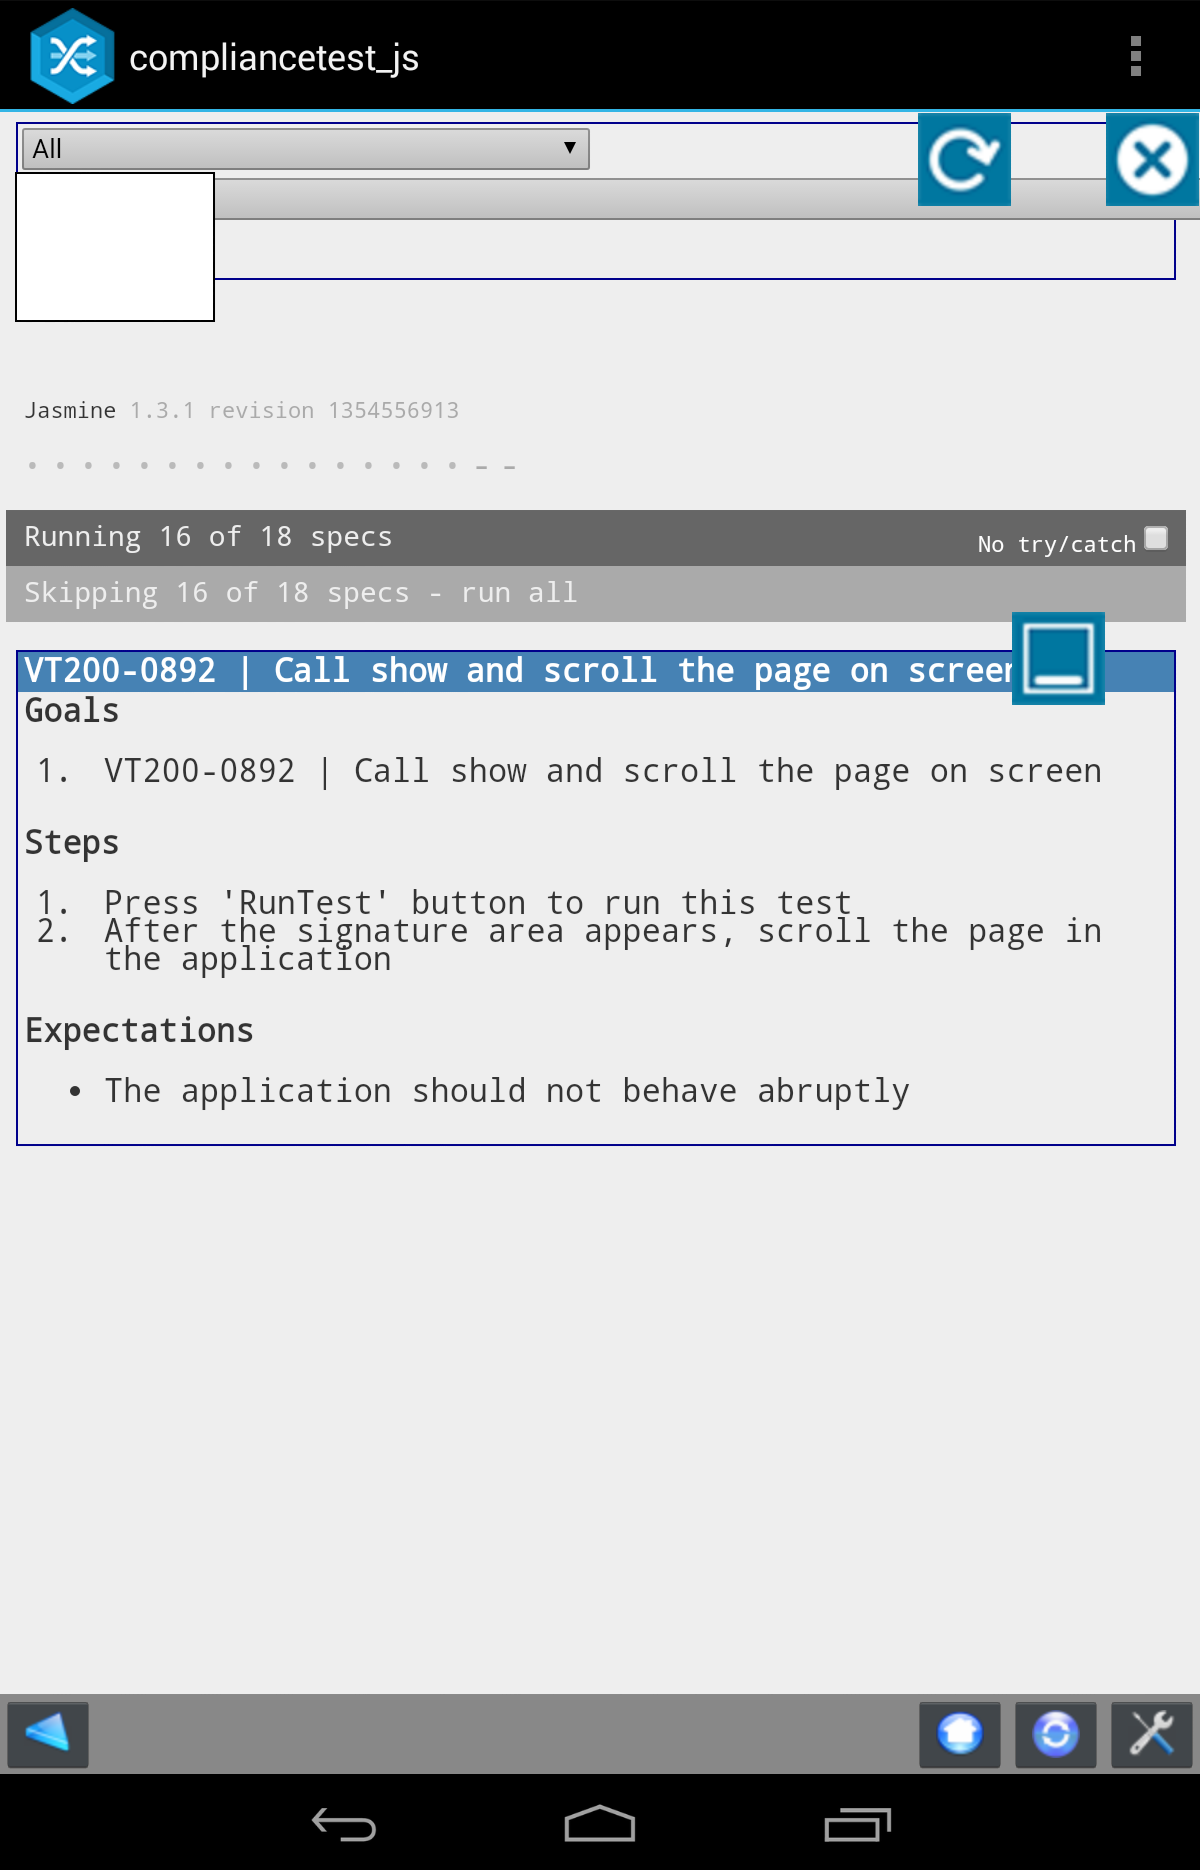 compliancetest_js
All
Jasmine 1.3.1 revision 1354556913
Running 16 of 18 specs
No try/catch
Skipping 16 of 18 specs - run all
VT200-0892 | Call show and scroll the page on screen
Goals
1. VT200-0892 | Call show and scroll the page on screen
Steps
1. Press 'RunTest' button to run this test
2. After the signature area appears, scroll the page in
the application
Expectations
• The application should not behave abruptly